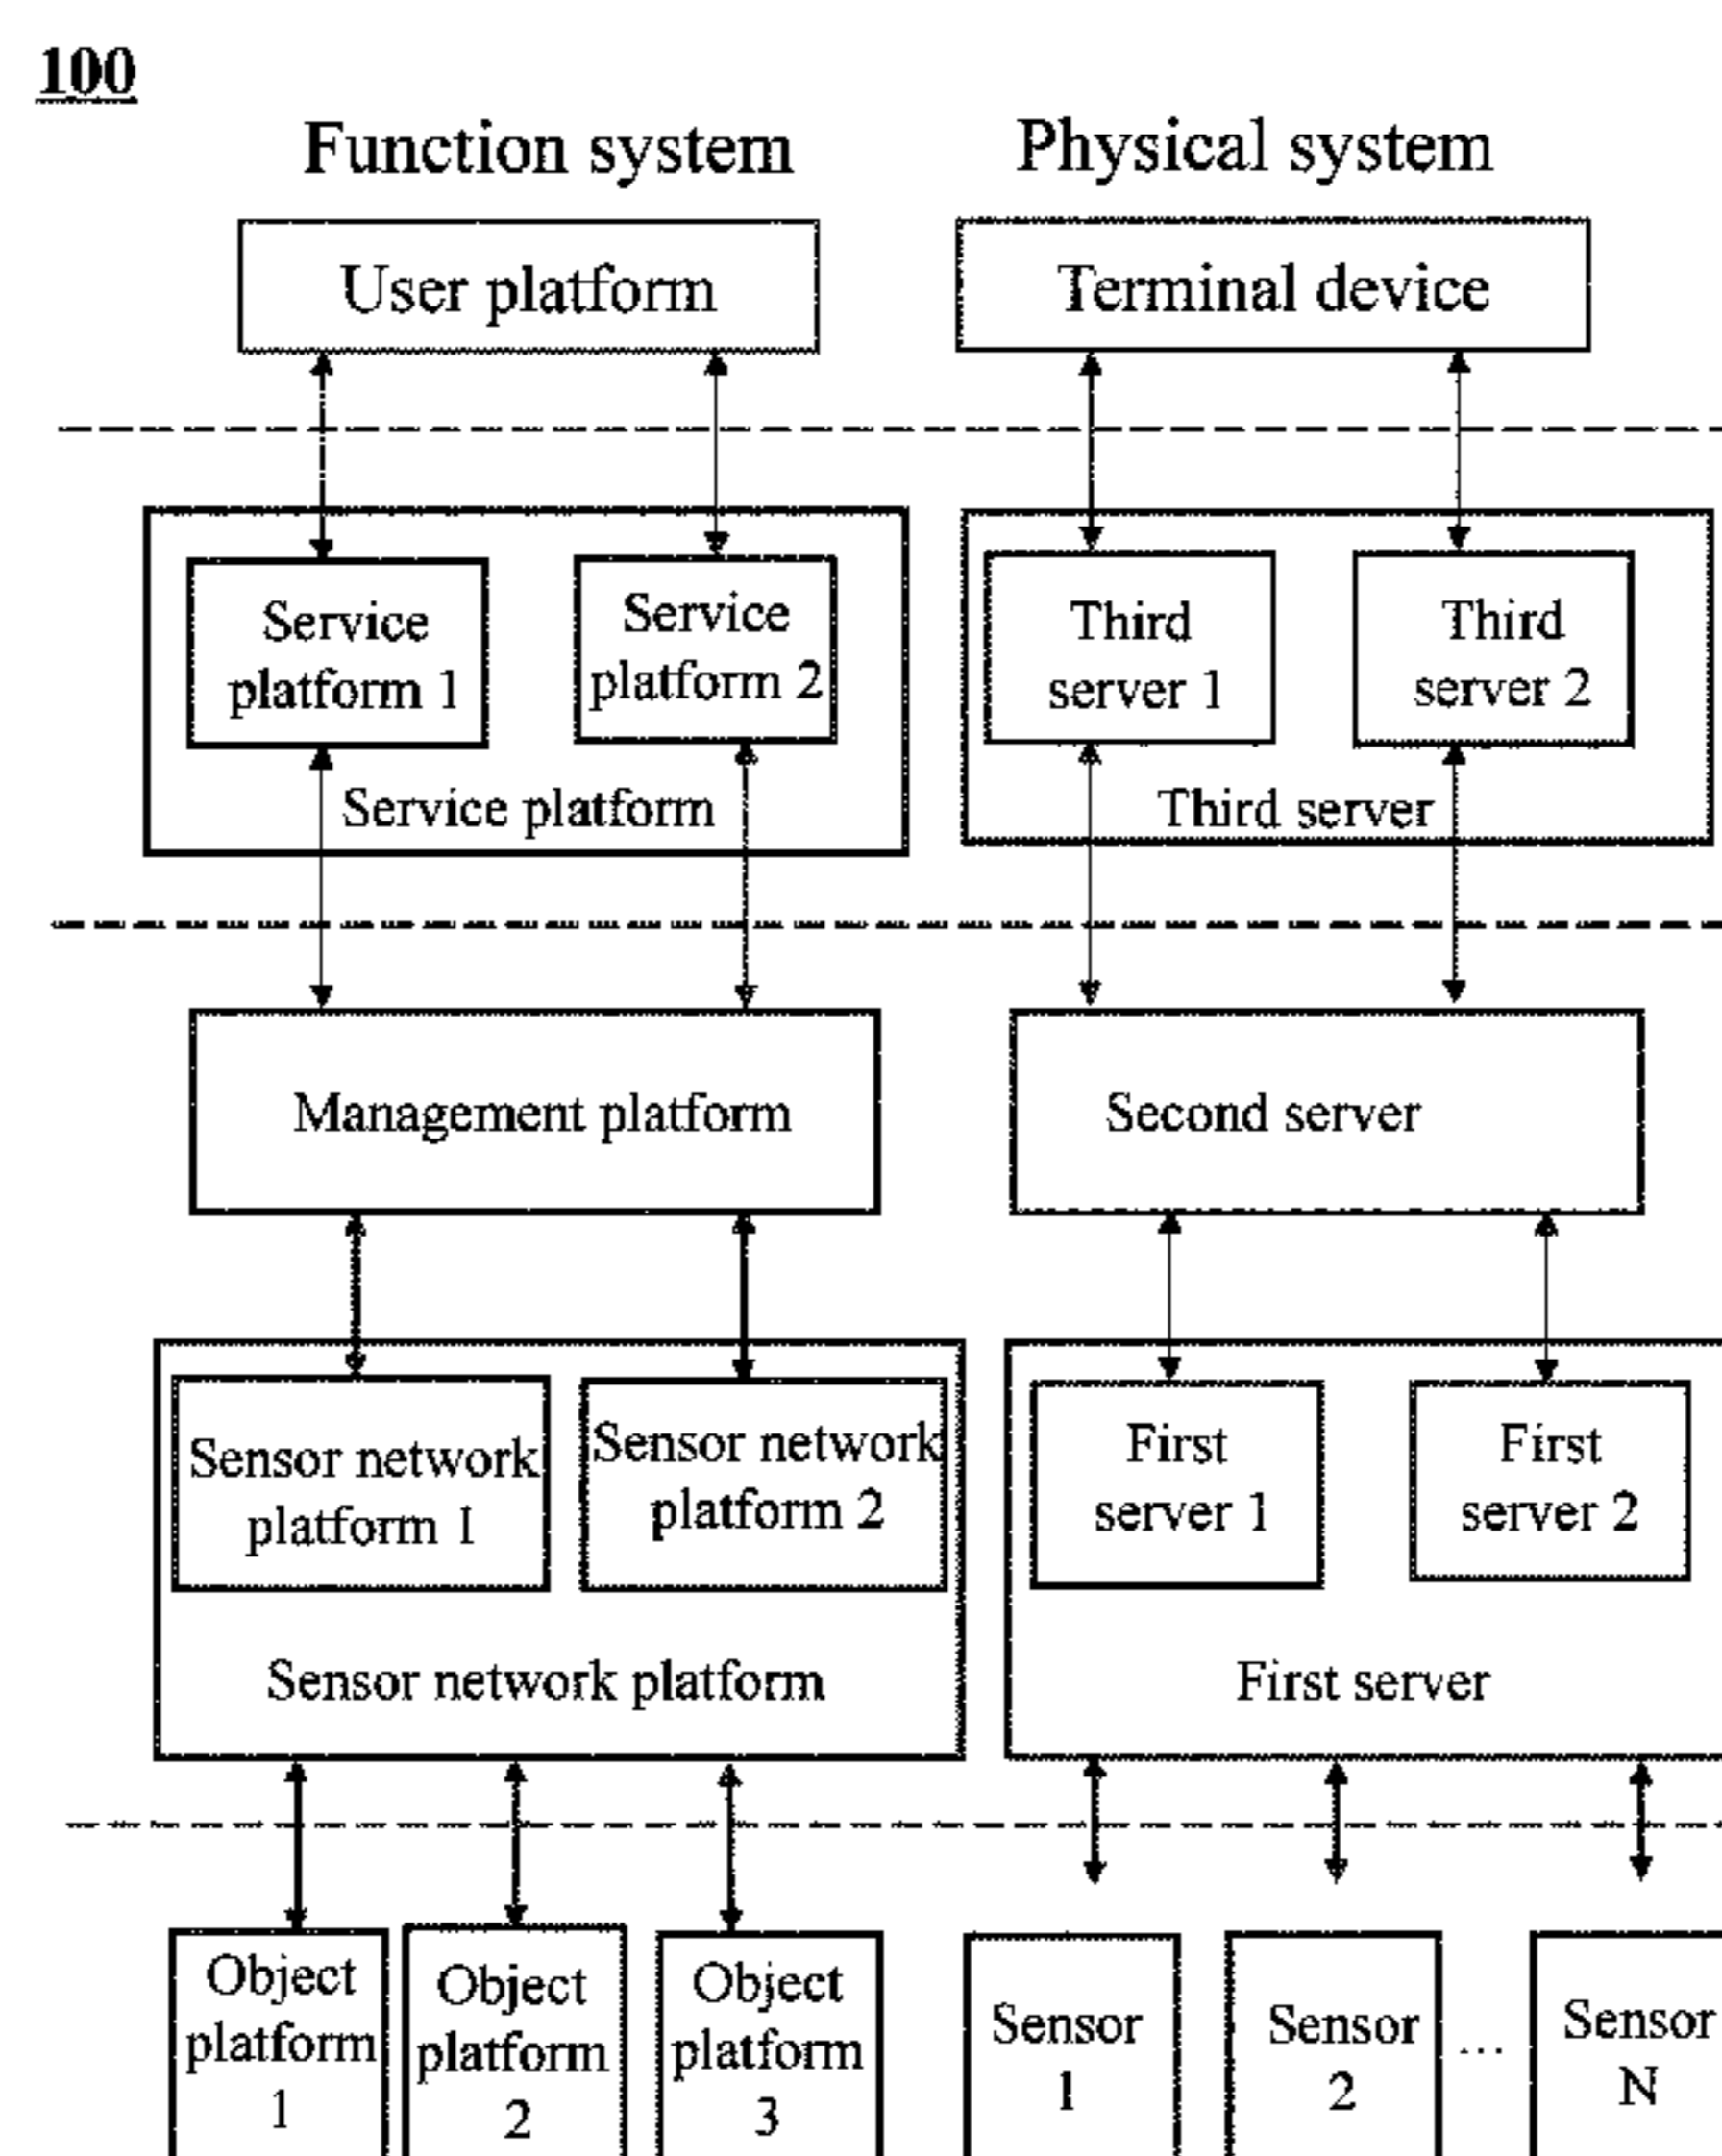 100
Function system
Physical system
User platform
Terminal device
Service
platform 1
Service
platform 2
Service platform
Third
server 1
Third
server 2
Third server
Management platform
Second server
Sensor network
platform 1
Sensor network
platform 2
Sensor network platform
First
server 1
First
server 2
First server
Object
platform
1
Object
platform
2
Object
platform
3
Sensor
1
Sensor
2
...
Sensor
N